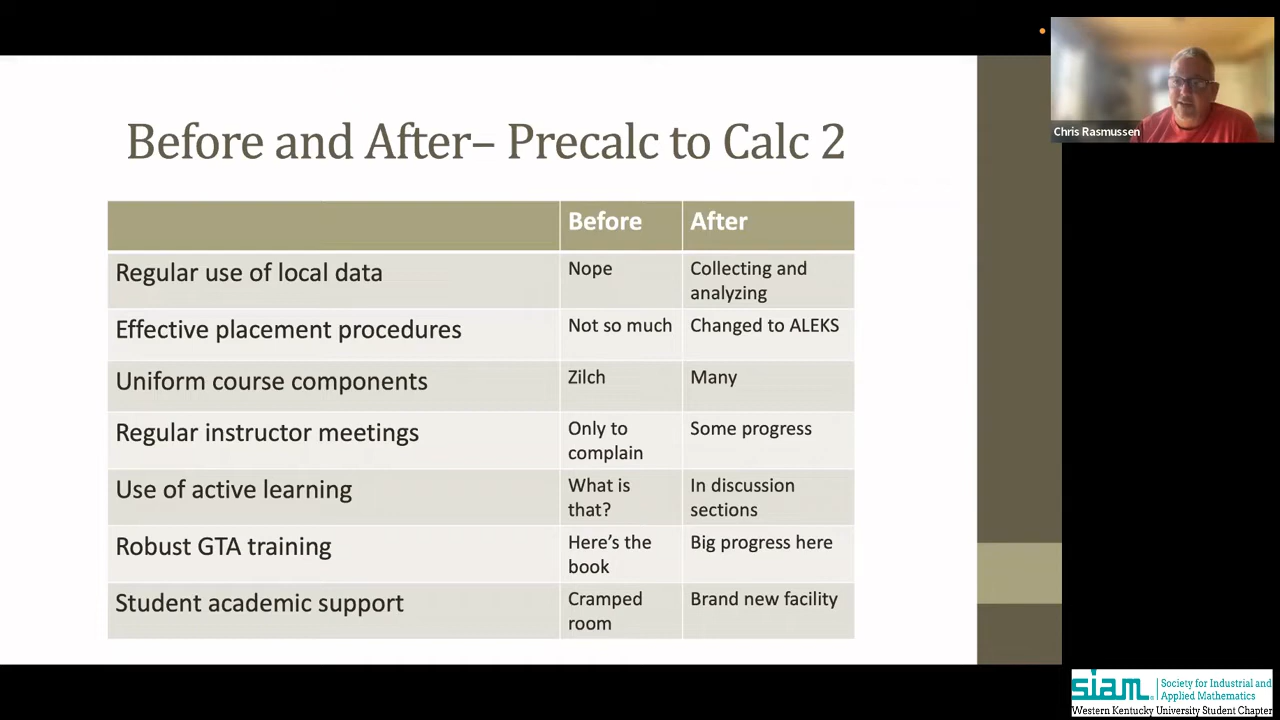 Before and After– Precalc to Calc 2
Before
After
Regular use of local data
Nope
Collecting and
analyzing
Effective placement procedures
Not so much
Changed to ALEKS
Uniform course components
Zilch
Many
Regular instructor meetings
Only to
complain
Some progress
Use of active learning
What is
that?
In discussion
sections
Robust GTA training
Here’s the
book
Big progress here
Student academic support
Cramped
room
Brand new facility
Chris Rasmussen
siam
Society for Industrial and
Applied Mathematics
Western Kentucky University Student Chapter